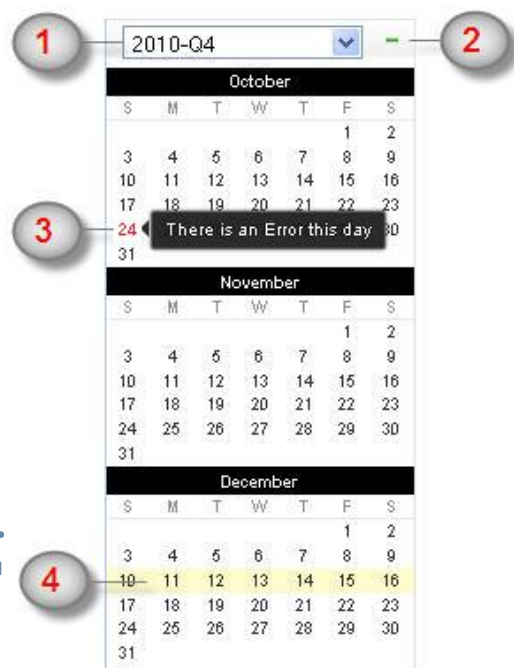 1 2010-Q4 2
October
S M T W T F S
1 2
3 4 5 6 7 8 9
10 11 12 13 14 15 16
17 18 19 20 21 22 23
3 24 There is an Error this day 30
31
November
S M T W T F S
1 2
3 4 5 6 7 8 9
10 11 12 13 14 15 16
17 18 19 20 21 22 23
24 25 26 27 28 29 30
31
December
S M T W T F S
1 2
3 4 5 6 7 8 9
4 10 11 12 13 14 15 16
17 18 19 20 21 22 23
24 25 26 27 28 29 30
31